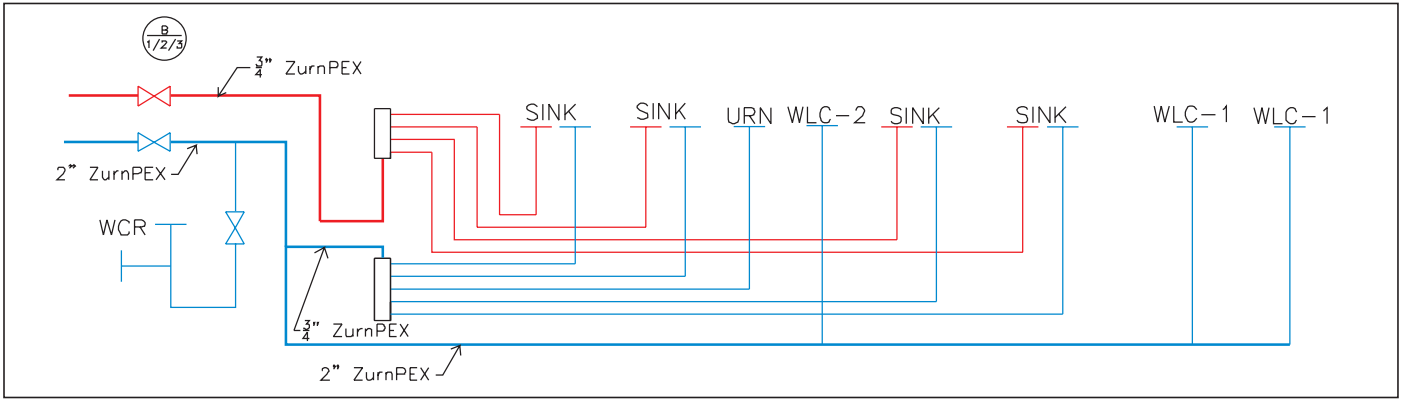 B
1/2/3
3/4" ZurnPEX
SINK
SINK
URN
WLC-2
SINK
SINK
WLC-1
WLC-1
2" ZurnPEX
WCR
3/4" ZurnPEX
2" ZurnPEX